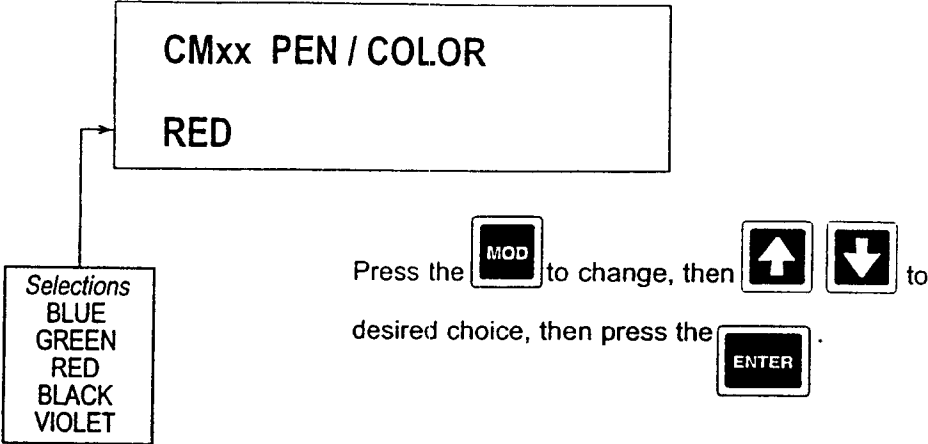 CMxx PEN / COLOR
RED
Press the MOD to change, then to
desired choice, then press the ENTER .
Selections
BLUE
GREEN
RED
BLACK
VIOLET